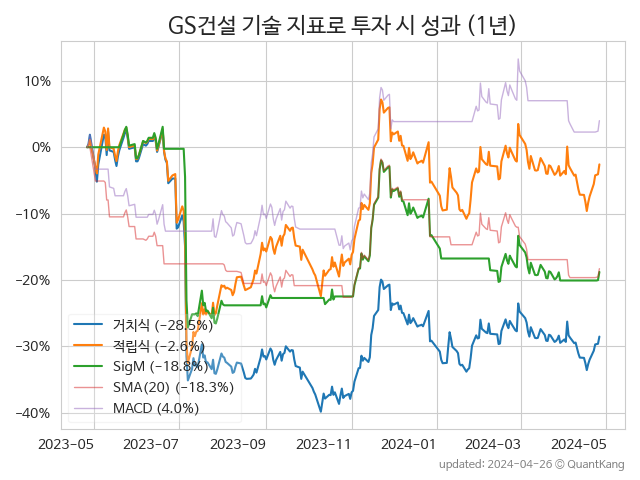 GS건설 기술 지표로 투자 시 성과 (1년)
10%
0%
−10%
−20%
−30%
−40%
거치식 (−28.5%)
적립식 (−2.6%)
SigM (−18.8%)
SMA(20) (−18.3%)
MACD (4.0%)
2023-05 2023-07 2023-09 2023-11 2024-01 2024-03 2024-05
updated: 2024-04-26 ⓒ QuantKang